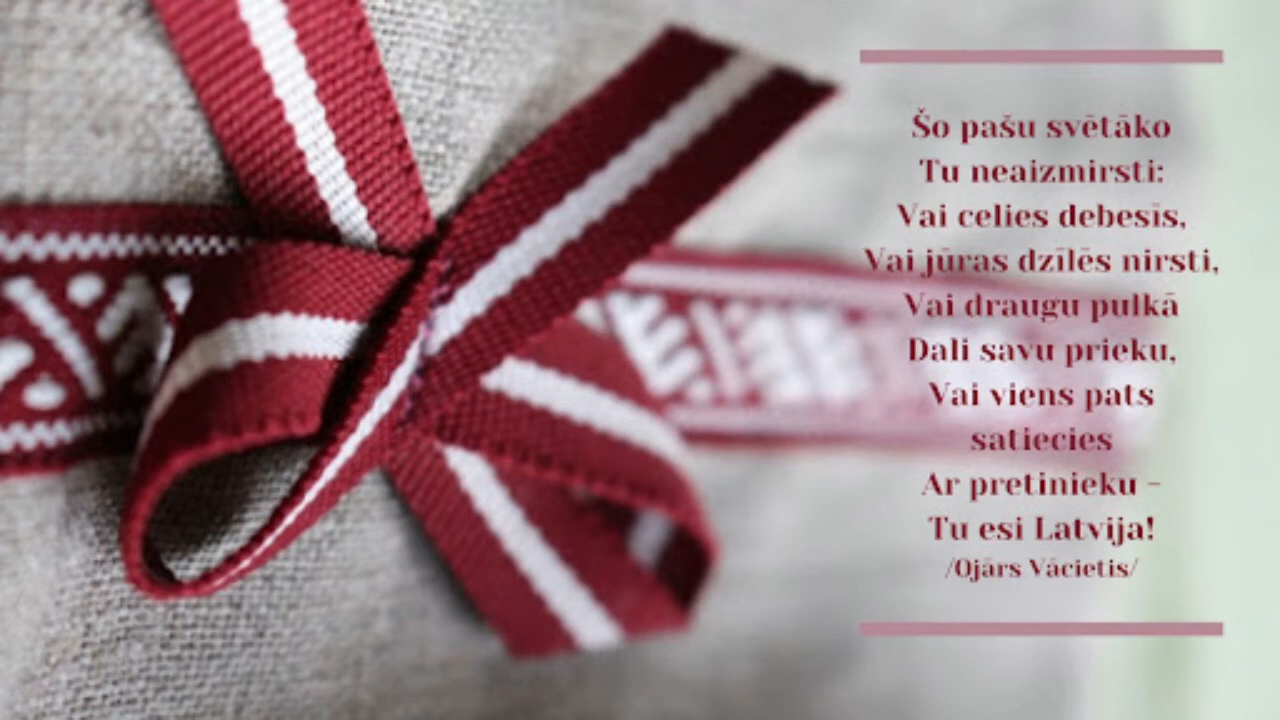 Šo pašu svētāko
Tu neaizmirsti:
Vai celies debesīs,
Vai jūras dzīlēs nirsti,
Vai draugu pulkā
Dali savu prieku,
Vai viens pats
satiecies
Ar pretinieku –
Tu esi Latvija!
/Ojārs Vācietis/